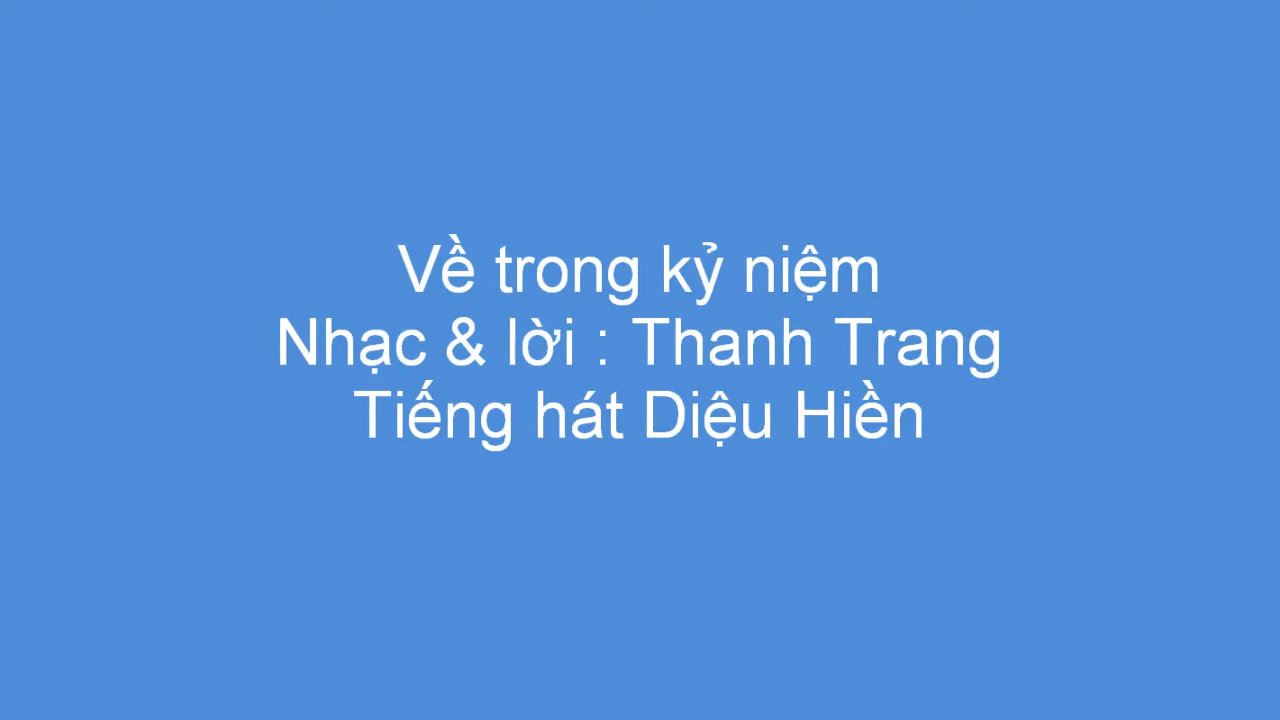 Về trong kỷ niệm
Nhạc & lời : Thanh Trang
Tiếng hát Diệu Hiền